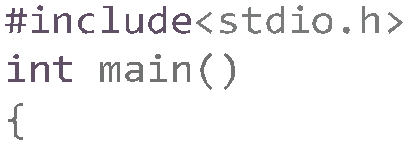 #include<stdio.h>
int main()
{